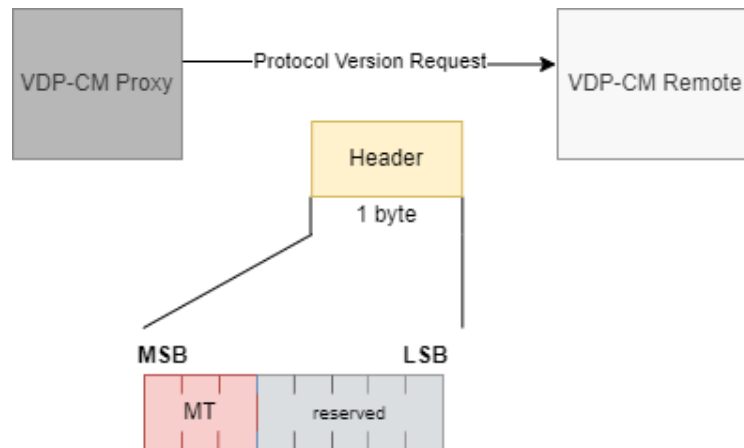 VDP-CM Proxy
Protocol Version Request
VDP-CM Remote
Header
1 byte
MSB
LSB
MT
reserved